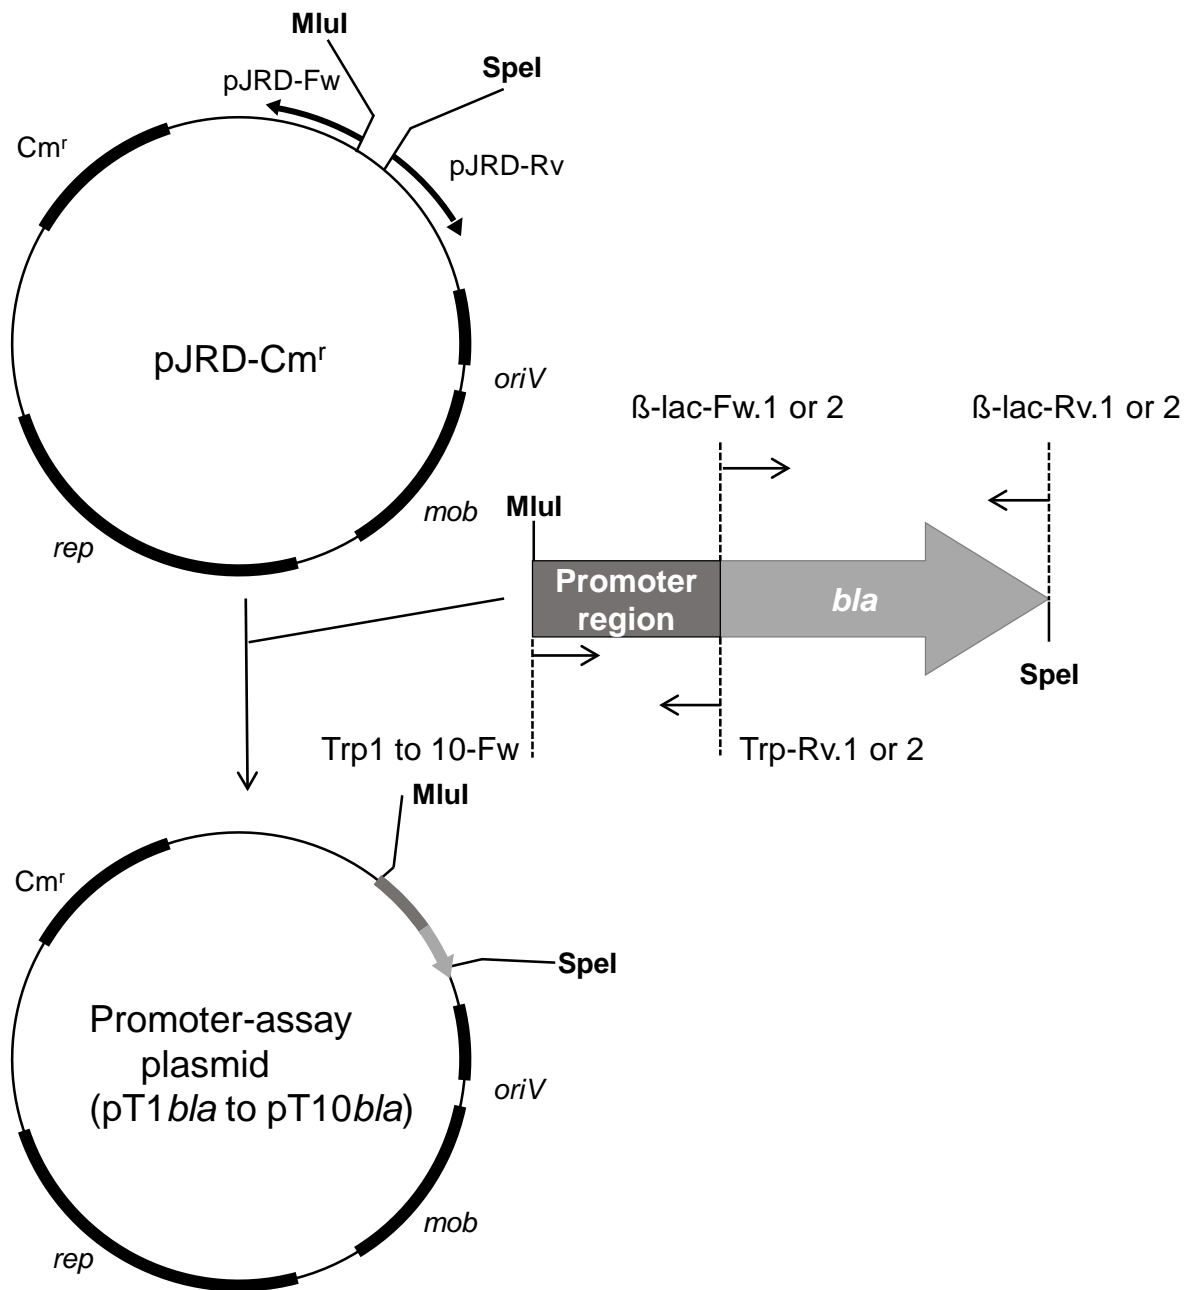 MluI
SpeI
pJRD-Fw
Cmʳ
pJRD-Rv
pJRD-Cmʳ
oriV
ß-lac-Fw.1 or 2
ß-lac-Rv.1 or 2
mob
MluI
rep
Promoter
region
bla
SpeI
Trp1 to 10-Fw
Trp-Rv.1 or 2
MluI
Cmʳ
SpeI
Promoter-assay
plasmid
(pT1bla to pT10bla)
oriV
mob
rep